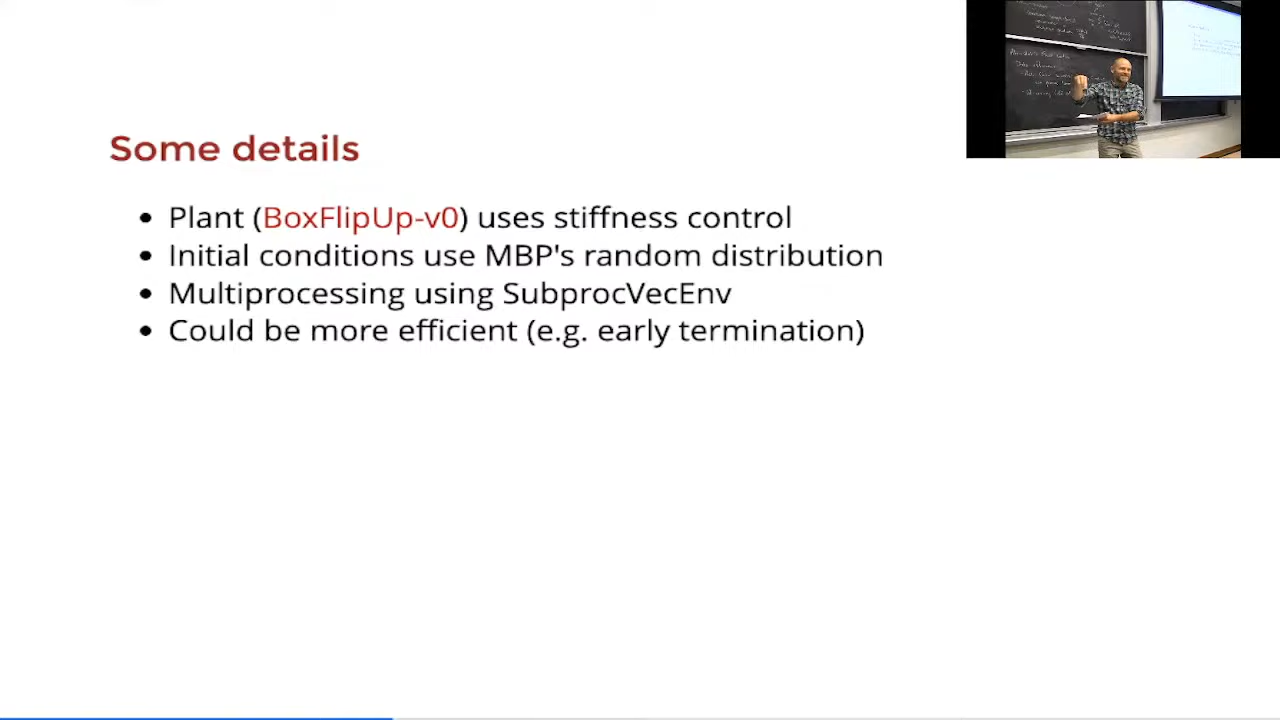 Some details
Plant (BoxFlipUp-v0) uses stiffness control
Initial conditions use MBP's random distribution
Multiprocessing using SubprocVecEnv
Could be more efficient (e.g. early termination)